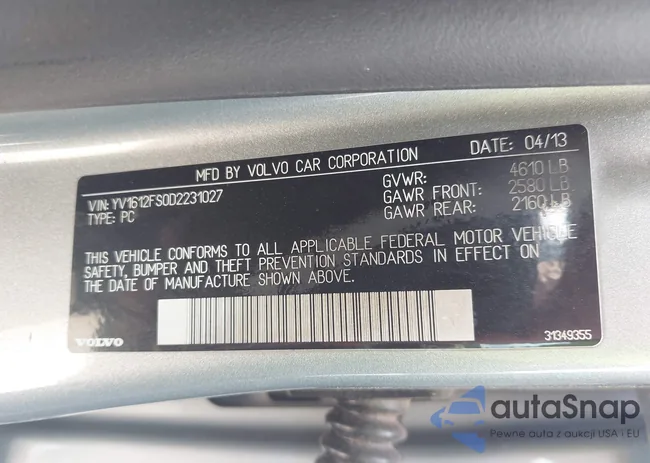 MFD BY VOLVO CAR CORPORATION
DATE: 04/13
VIN: YV1612FS0D2231027
TYPE: PC
GVWR: 4610 LB
GAWR FRONT: 2580 LB
GAWR REAR: 2160 LB
THIS VEHICLE CONFORMS TO ALL APPLICABLE FEDERAL MOTOR VEHICLE
SAFETY, BUMPER AND THEFT PREVENTION STANDARDS IN EFFECT ON
THE DATE OF MANUFACTURE SHOWN ABOVE.
VOLVO
31349355
autaSnap
Pewne auta z aukcji USA i EU